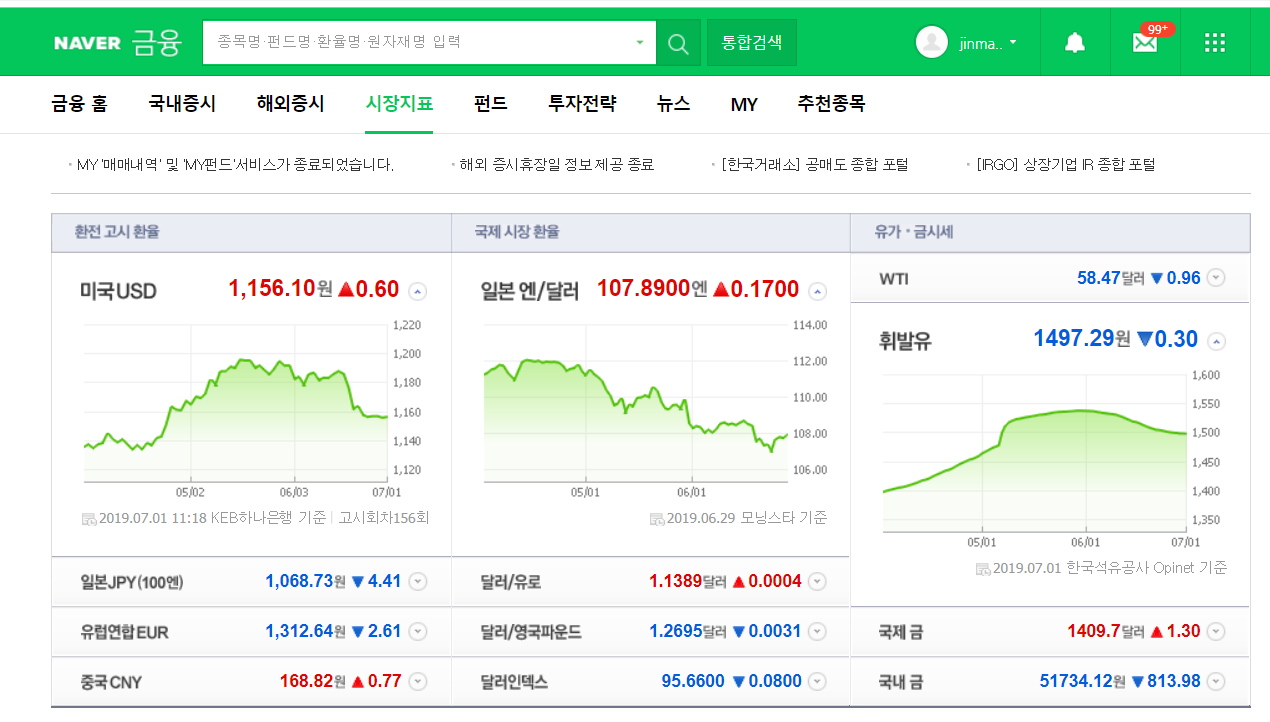 NAVER 금융 종목명·펀드명·환율명·원자재명 입력 통합검색 jinma.. 99+
금융 홈 국내증시 해외증시 시장지표 펀드 투자전략 뉴스 MY 추천종목
· MY '매매내역' 및 'MY펀드'서비스가 종료되었습니다. · 해외 증시휴장일 정보 제공 종료 · [한국거래소] 공매도 종합 포털 · [IRGO] 상장기업 IR 종합 포털
환전 고시 환율
미국 USD 1,156.10원 ▲0.60
1,220
1,200
1,180
1,160
1,140
1,120
05/02 06/03 07/01
2019.07.01 11:18 KEB하나은행 기준 | 고시회차156회
일본 JPY (100엔) 1,068.73원 ▼ 4.41
유럽연합 EUR 1,312.64원 ▼ 2.61
중국 CNY 168.82원 ▲ 0.77
국제 시장 환율
일본 엔/달러 107.8900엔 ▲0.1700
114.00
112.00
110.00
108.00
106.00
05/01 06/01
2019.06.29 모닝스타 기준
달러/유로 1.1389달러 ▲ 0.0004
달러/영국파운드 1.2695달러 ▼ 0.0031
달러인덱스 95.6600 ▼ 0.0800
유가·금시세
WTI 58.47달러 ▼ 0.96
휘발유 1497.29원 ▼0.30
1,600
1,550
1,500
1,450
1,400
1,350
05/01 06/01 07/01
2019.07.01 한국석유공사 Opinet 기준
국제 금 1409.7달러 ▲ 1.30
국내 금 51734.12원 ▼ 813.98